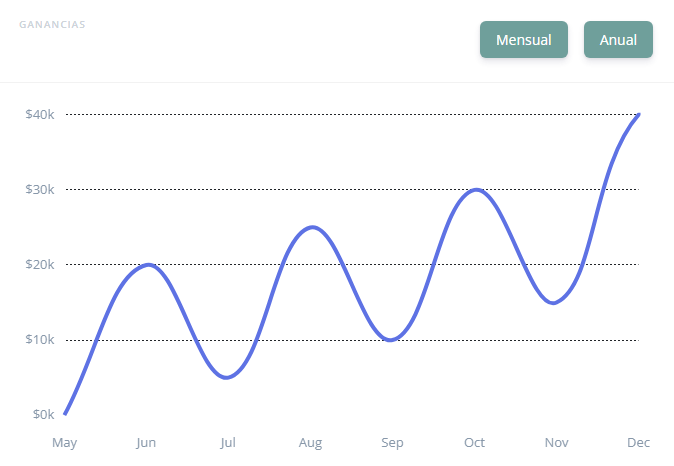 GANANCIAS
Mensual Anual
$40k
$30k
$20k
$10k
$0k
May Jun Jul Aug Sep Oct Nov Dec